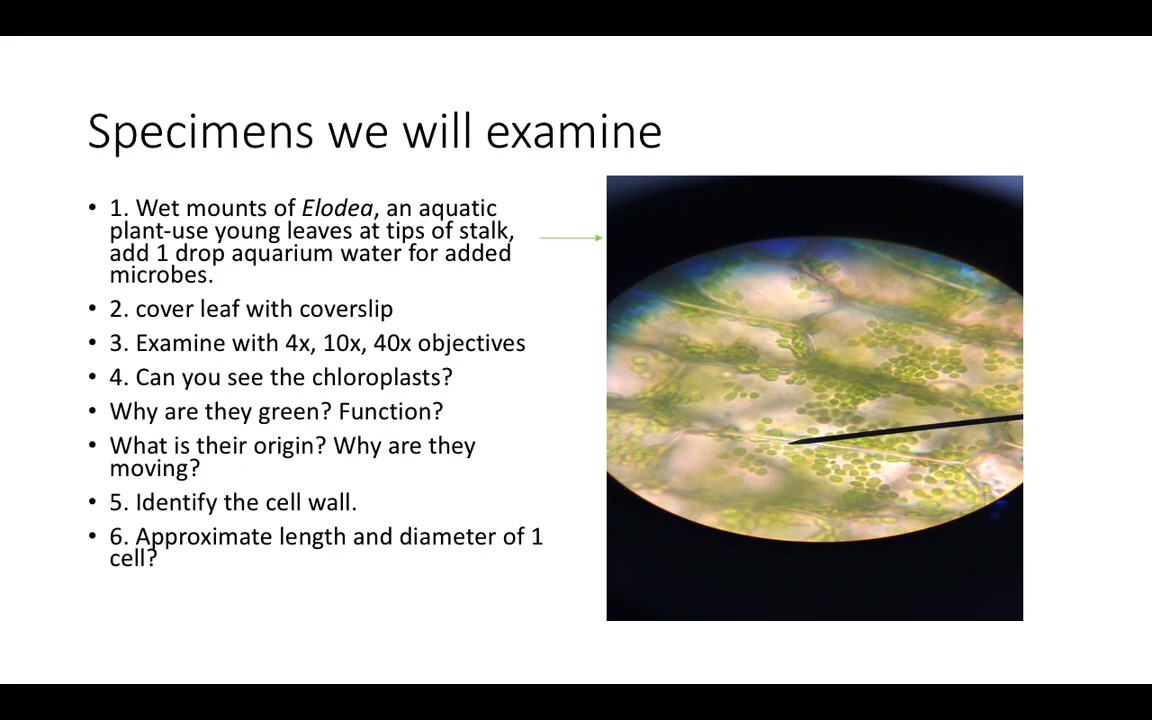 Specimens we will examine
• 1. Wet mounts of Elodea, an aquatic
plant-use young leaves at tips of stalk,
add 1 drop aquarium water for added
microbes.
• 2. cover leaf with coverslip
• 3. Examine with 4x, 10x, 40x objectives
• 4. Can you see the chloroplasts?
• Why are they green? Function?
• What is their origin? Why are they
moving?
• 5. Identify the cell wall.
• 6. Approximate length and diameter of 1
cell?